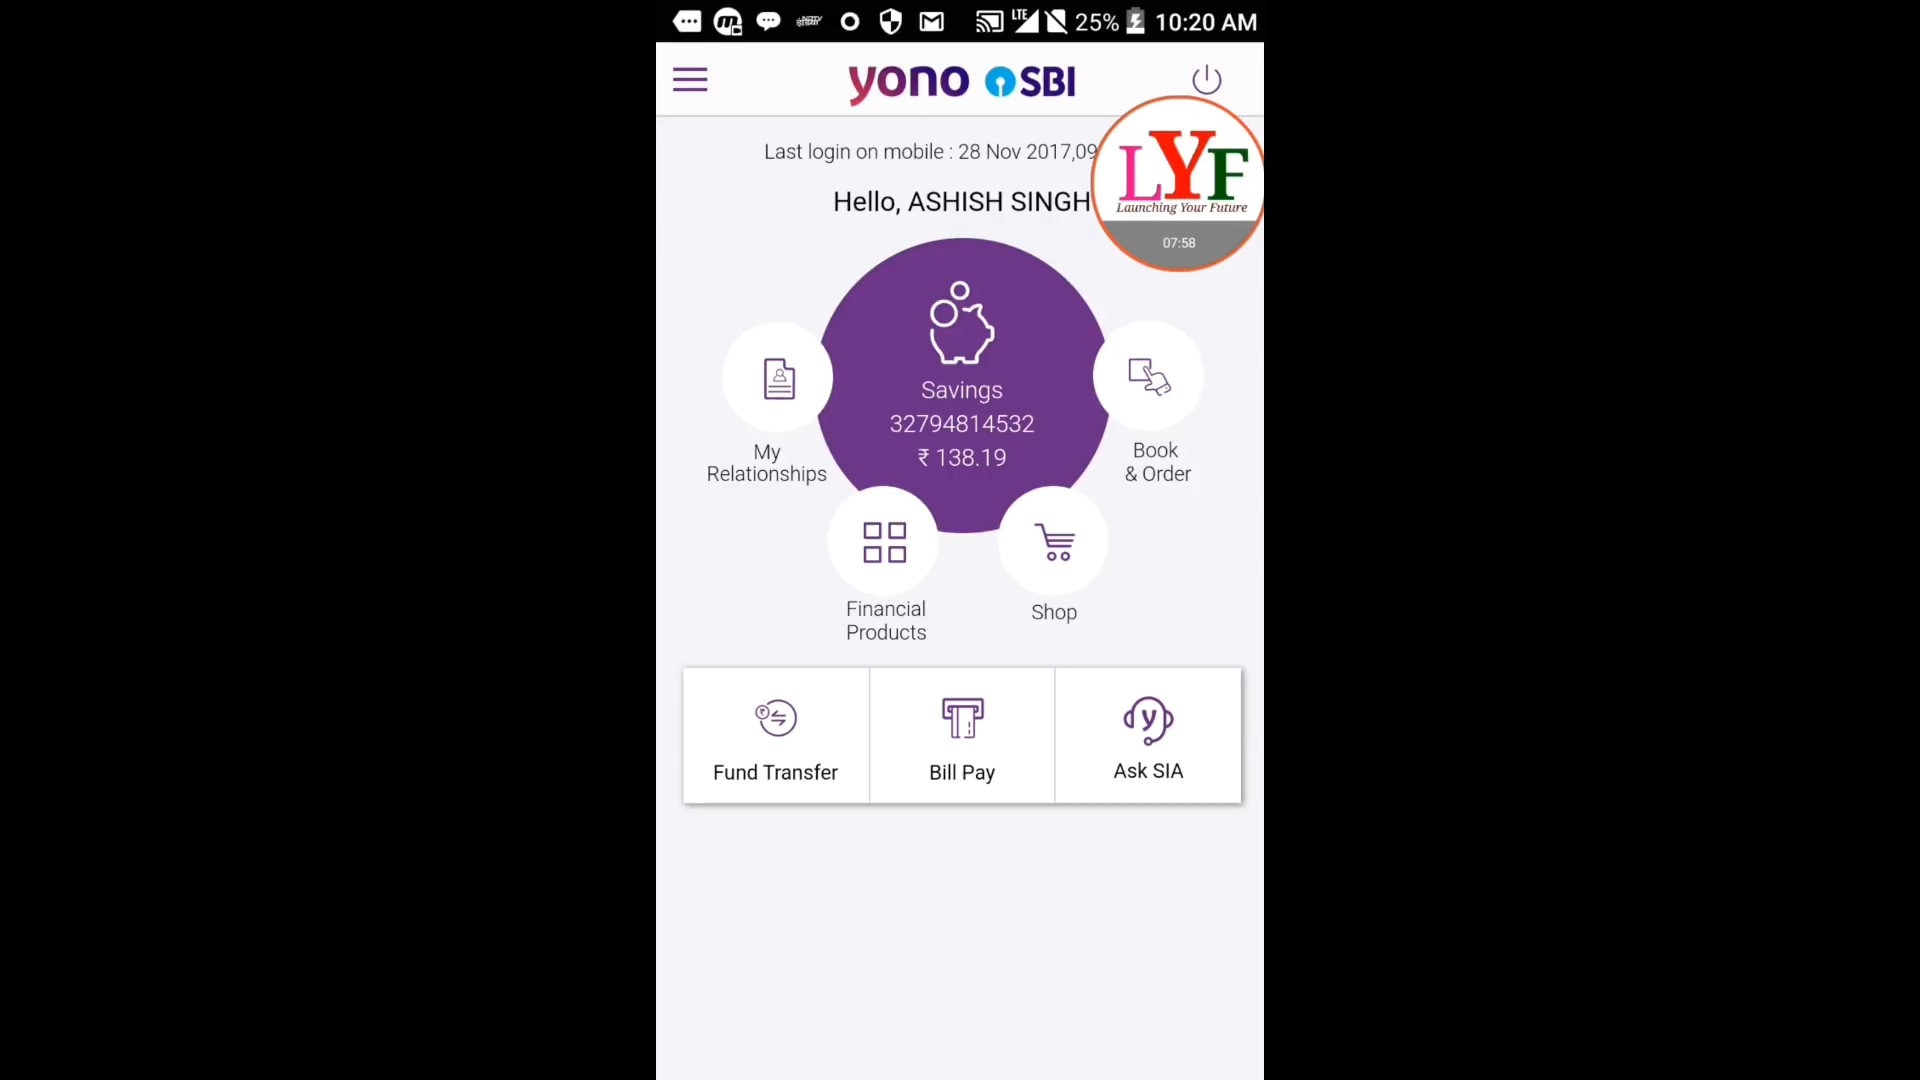 LTE 25% 10:20 AM
yono SBI
Last login on mobile : 28 Nov 2017,09
Hello, ASHISH SINGH
LYF
Launching Your Future
07:58
Savings
32794814532
₹ 138.19
My
Relationships
Book
& Order
Financial
Products
Shop
Fund Transfer
Bill Pay
Ask SIA